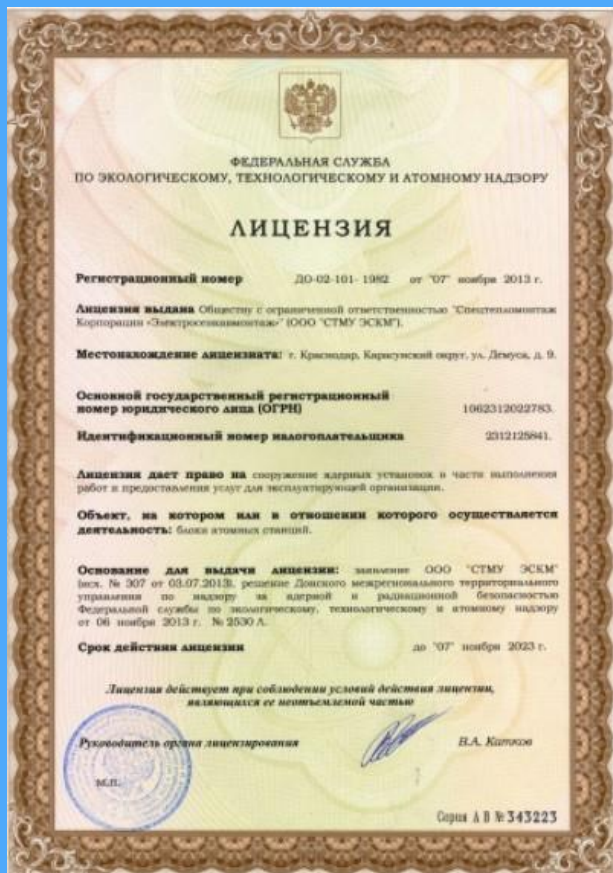 ФЕДЕРАЛЬНАЯ СЛУЖБА
ПО ЭКОЛОГИЧЕСКОМУ, ТЕХНОЛОГИЧЕСКОМУ И АТОМНОМУ НАДЗОРУ
ЛИЦЕНЗИЯ
Регистрационный номер ДО-02-101- 1982 от "07" ноября 2013 г.
Лицензия выдана Обществу с ограниченной ответственностью "Спецтепломонтаж
Корпорации «Электросевкавмонтаж»" (ООО "СТМУ ЭСКМ").
Местонахождение лицензиата: г. Краснодар, Карасунский округ, ул. Демуса, д. 9.
Основной государственный регистрационный
номер юридического лица (ОГРН) 1062312022783.
Идентификационный номер налогоплательщика 2312125841.
Лицензия дает право на сооружение ядерных установок в части выполнения
работ и предоставления услуг для эксплуатирующей организации.
Объект, на котором или в отношении которого осуществляется
деятельность: блоки атомных станций.
Основание для выдачи лицензии: заявление ООО "СТМУ ЭСКМ"
(исх. № 307 от 03.07.2013), решение Донского межрегионального территориального
управления по надзору за ядерной и радиационной безопасностью
Федеральной службы по экологическому, технологическому и атомному надзору
от 06 ноября 2013 г. № 2530 Л.
Срок действия лицензии до "07" ноября 2023 г.
Лицензия действует при соблюдении условий действия лицензии,
являющихся ее неотъемлемой частью
Руководитель органа лицензирования В.А. Катков
М.П.
Серия А В № 343223